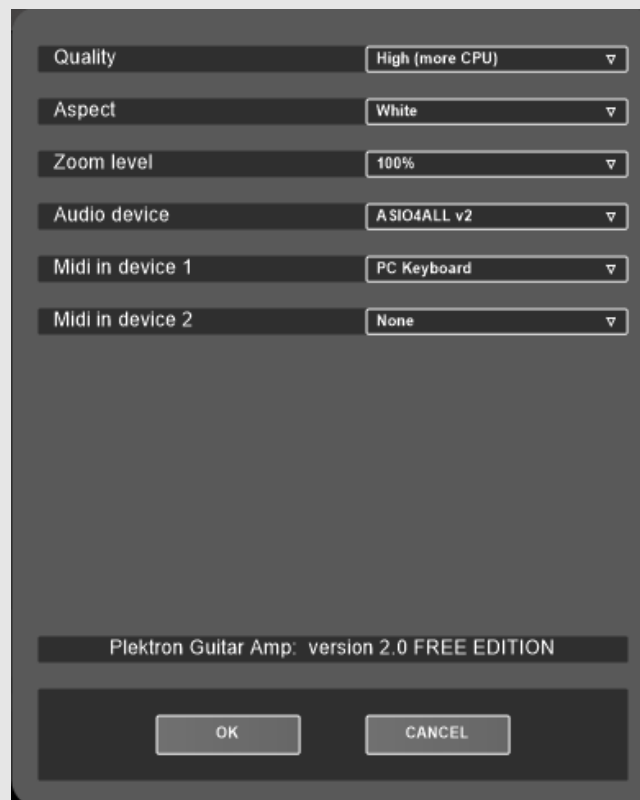 Quality High (more CPU)
Aspect White
Zoom level 100%
Audio device ASIO4ALL v2
Midi in device 1 PC Keyboard
Midi in device 2 None
Plektron Guitar Amp: version 2.0 FREE EDITION
OK CANCEL